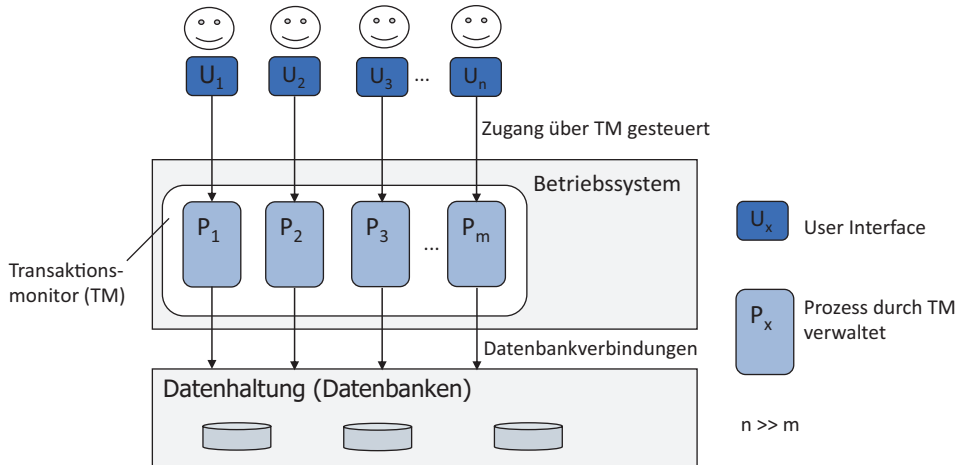 U1
U2
U3
...
Un
Zugang über TM gesteuert
Betriebssystem
P1
P2
P3
...
Pm
Transaktions-
monitor (TM)
Datenbankverbindungen
Datenhaltung (Datenbanken)
Ux
User Interface
Px
Prozess durch TM
verwaltet
n >> m